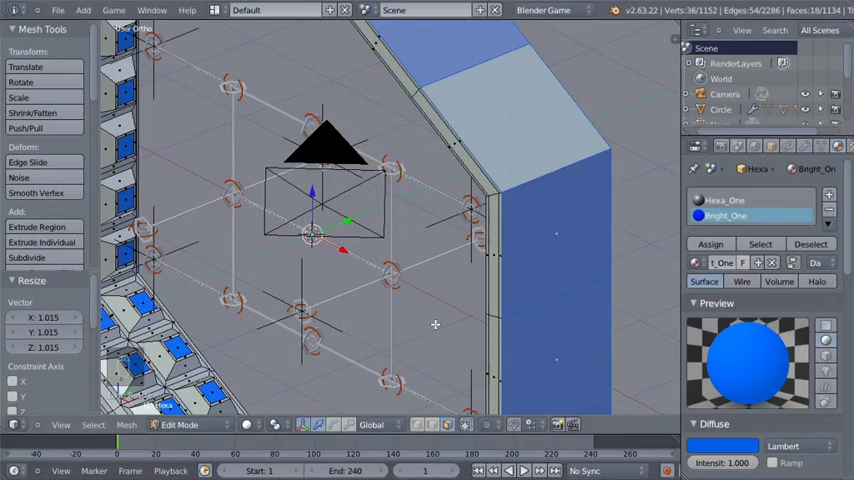 File Add Game Window Help Default Scene Blender Game v2.63.22 | Verts:36/1152 | Edges:54/2286 | Faces:18/1134 | Tris
Mesh Tools
User Ortho
View Search All Scenes
Transform:
Translate
Rotate
Scale
Shrink/Fatten
Push/Pull
Deform:
Edge Slide
Noise
Smooth Vertex
Add:
Extrude Region
Extrude Individual
Subdivide
Resize
Vector
X: 1.015
Y: 1.015
Z: 1.015
Constraint Axis
X
Y
Scene
RenderLayers
World
Camera
Circle
Hexa Bright_On
Hexa_One
Bright_One
Assign Select Deselect
t_One F Da
Surface Wire Volume Halo
Preview
Diffuse
Lambert
Intensit: 1.000 Ramp
View Select Mesh Edit Mode Global
-40 -20 0 20 40 60 80 100 120 140 160 180 200 220 240 260
View Marker Frame Playback Start: 1 End: 240 1 No Sync